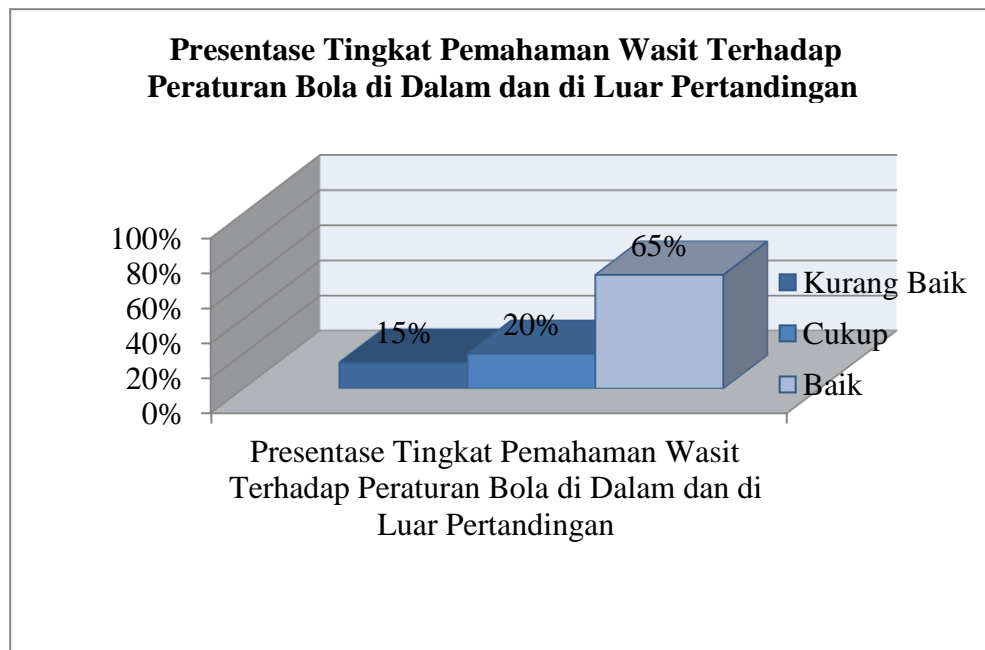 Presentase Tingkat Pemahaman Wasit Terhadap
Peraturan Bola di Dalam dan di Luar Pertandingan
100%
80%
60%
40%
20%
0%
15%
20%
65%
Kurang Baik
Cukup
Baik
Presentase Tingkat Pemahaman Wasit
Terhadap Peraturan Bola di Dalam dan di
Luar Pertandingan